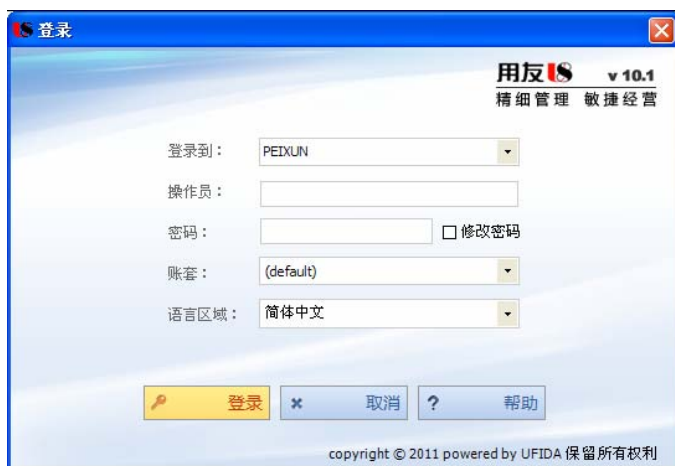 登录
用友U8 v 10.1
精细管理 敏捷经营
登录到： PEIXUN
操作员：
密码： 修改密码
账套： (default)
语言区域： 简体中文
登录 取消 ? 帮助
copyright © 2011 powered by UFIDA 保留所有权利